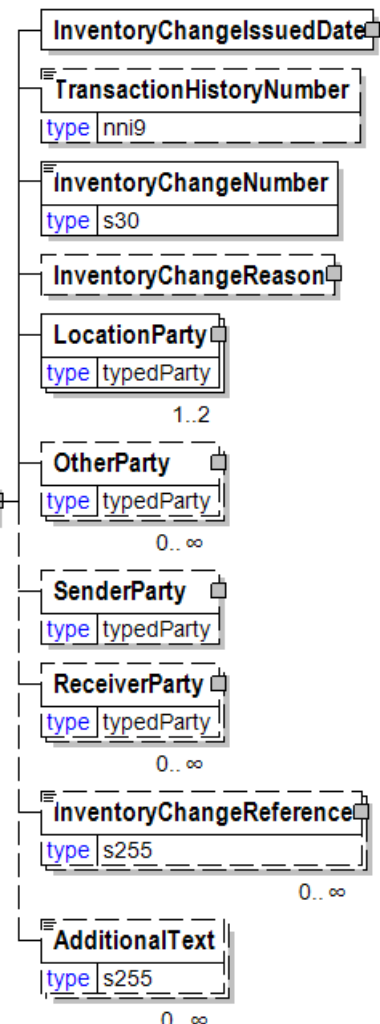 InventoryChangeIssuedDate
TransactionHistoryNumber
type nni9
InventoryChangeNumber
type s30
InventoryChangeReason
LocationParty
type typedParty
1..2
OtherParty
type typedParty
0.. ∞
SenderParty
type typedParty
ReceiverParty
type typedParty
0.. ∞
InventoryChangeReference
type s255
0.. ∞
AdditionalText
type s255
0.. ∞